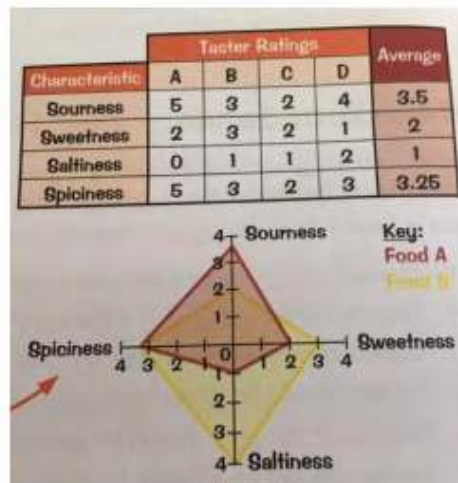 Taster Ratings
Characteristic A B C D Average
Sourness 5 3 2 4 3.5
Sweetness 2 3 2 1 2
Saltiness 0 1 1 2 1
Spiciness 5 3 2 3 3.25
4 Sourness Key:
3 Food A
2 Food B
1
Spiciness 0 Sweetness
4 3 2 1 1 2 3 4
2
3
4 Saltiness